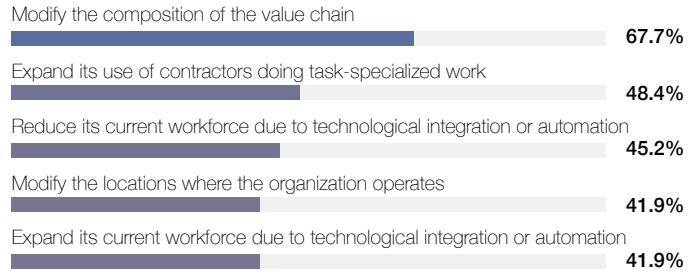 Modify the composition of the value chain
67.7%
Expand its use of contractors doing task-specialized work
48.4%
Reduce its current workforce due to technological integration or automation
45.2%
Modify the locations where the organization operates
41.9%
Expand its current workforce due to technological integration or automation
41.9%